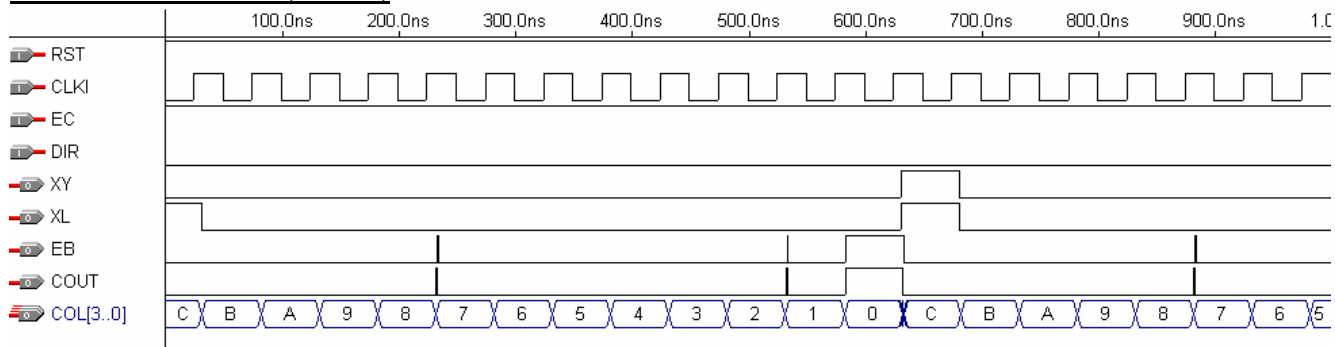 100.0ns 200.0ns 300.0ns 400.0ns 500.0ns 600.0ns 700.0ns 800.0ns 900.0ns 1.0
RST
CLKI
EC
DIR
XY
XL
EB
COUT
COL[3..0] C B A 9 8 7 6 5 4 3 2 1 0 C B A 9 8 7 6 5